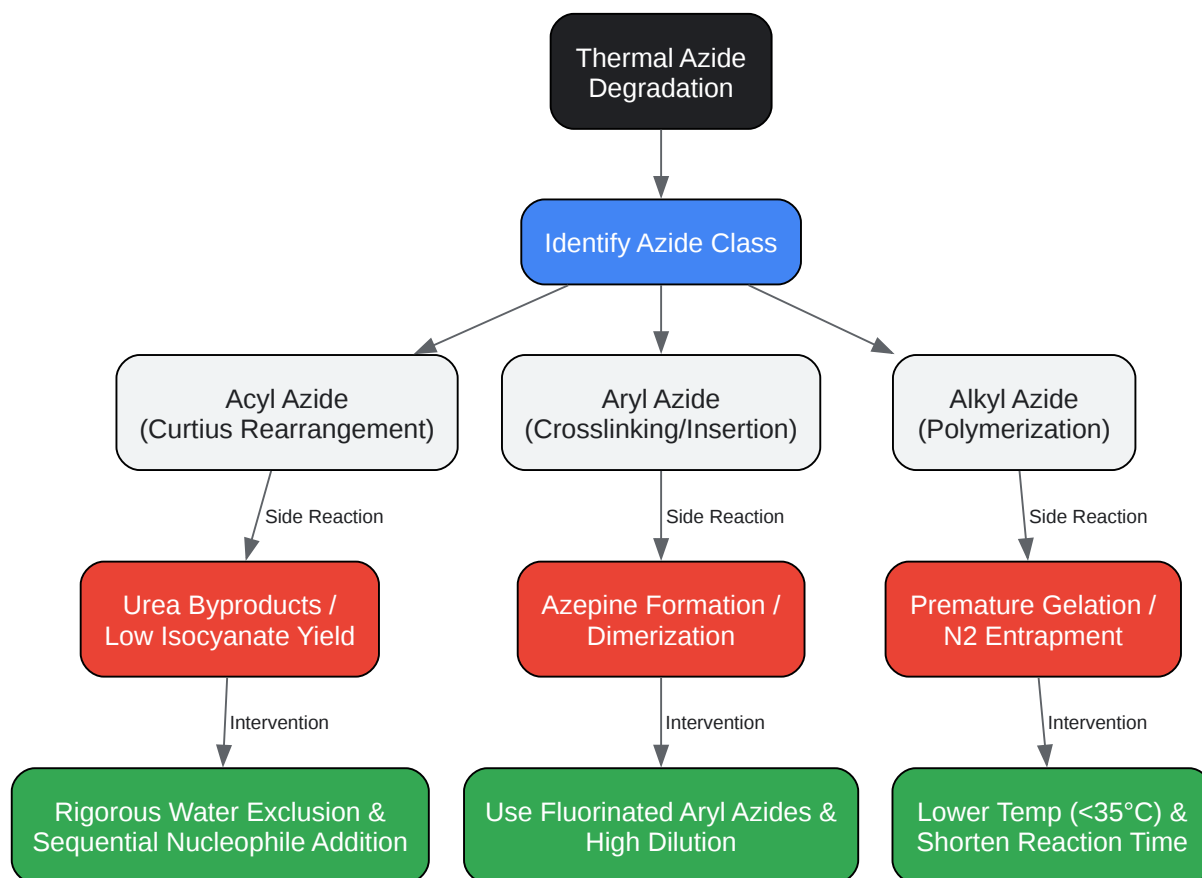 Thermal Azide
Degradation
Identify Azide Class
Acyl Azide
(Curtius Rearrangement)
Aryl Azide
(Crosslinking/Insertion)
Alkyl Azide
(Polymerization)
Side Reaction
Side Reaction
Side Reaction
Urea Byproducts /
Low Isocyanate Yield
Azepine Formation /
Dimerization
Premature Gelation /
N2 Entrapment
Intervention
Intervention
Intervention
Rigorous Water Exclusion &
Sequential Nucleophile Addition
Use Fluorinated Aryl Azides &
High Dilution
Lower Temp (<35°C) &
Shorten Reaction Time